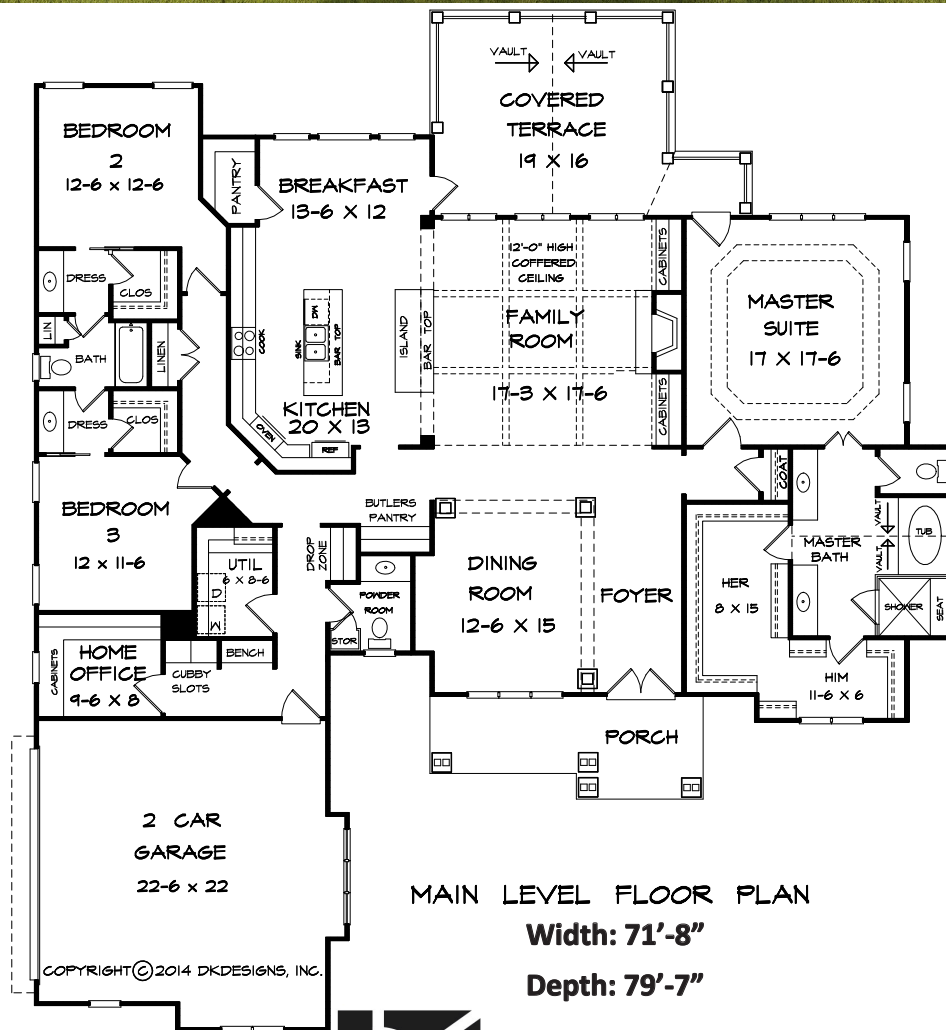 VAULT
VAULT
COVERED
TERRACE
19 X 16
BEDROOM
2
12-6 x 12-6
PANTRY
BREAKFAST
13-6 X 12
12'-0" HIGH
COFFERED
CEILING
CABINETS
FAMILY
ROOM
17-3 X 17-6
CABINETS
MASTER
SUITE
17 X 17-6
DRESS
CLOS
LIN
BATH
LINEN
DRESS
CLOS
COOK
DW
SINK
BAR TOP
ISLAND
BAR TOP
KITCHEN
20 X 13
OVEN
REF
BEDROOM
3
12 x 11-6
BUTLERS
PANTRY
COAT
VAULT
VAULT
TUB
MASTER
BATH
SHOWER
SEAT
HER
8 X 15
HIM
11-6 X 6
UTIL
6 X 8-6
D
W
DROP
ZONE
POWDER
ROOM
STOR
DINING
ROOM
12-6 X 15
FOYER
CABINETS
HOME
OFFICE
9-6 X 8
BENCH
CUBBY
SLOTS
PORCH
2 CAR
GARAGE
22-6 x 22
MAIN LEVEL FLOOR PLAN
Width: 71’-8”
Depth: 79’-7”
COPYRIGHT © 2014 DKDESIGNS, INC.